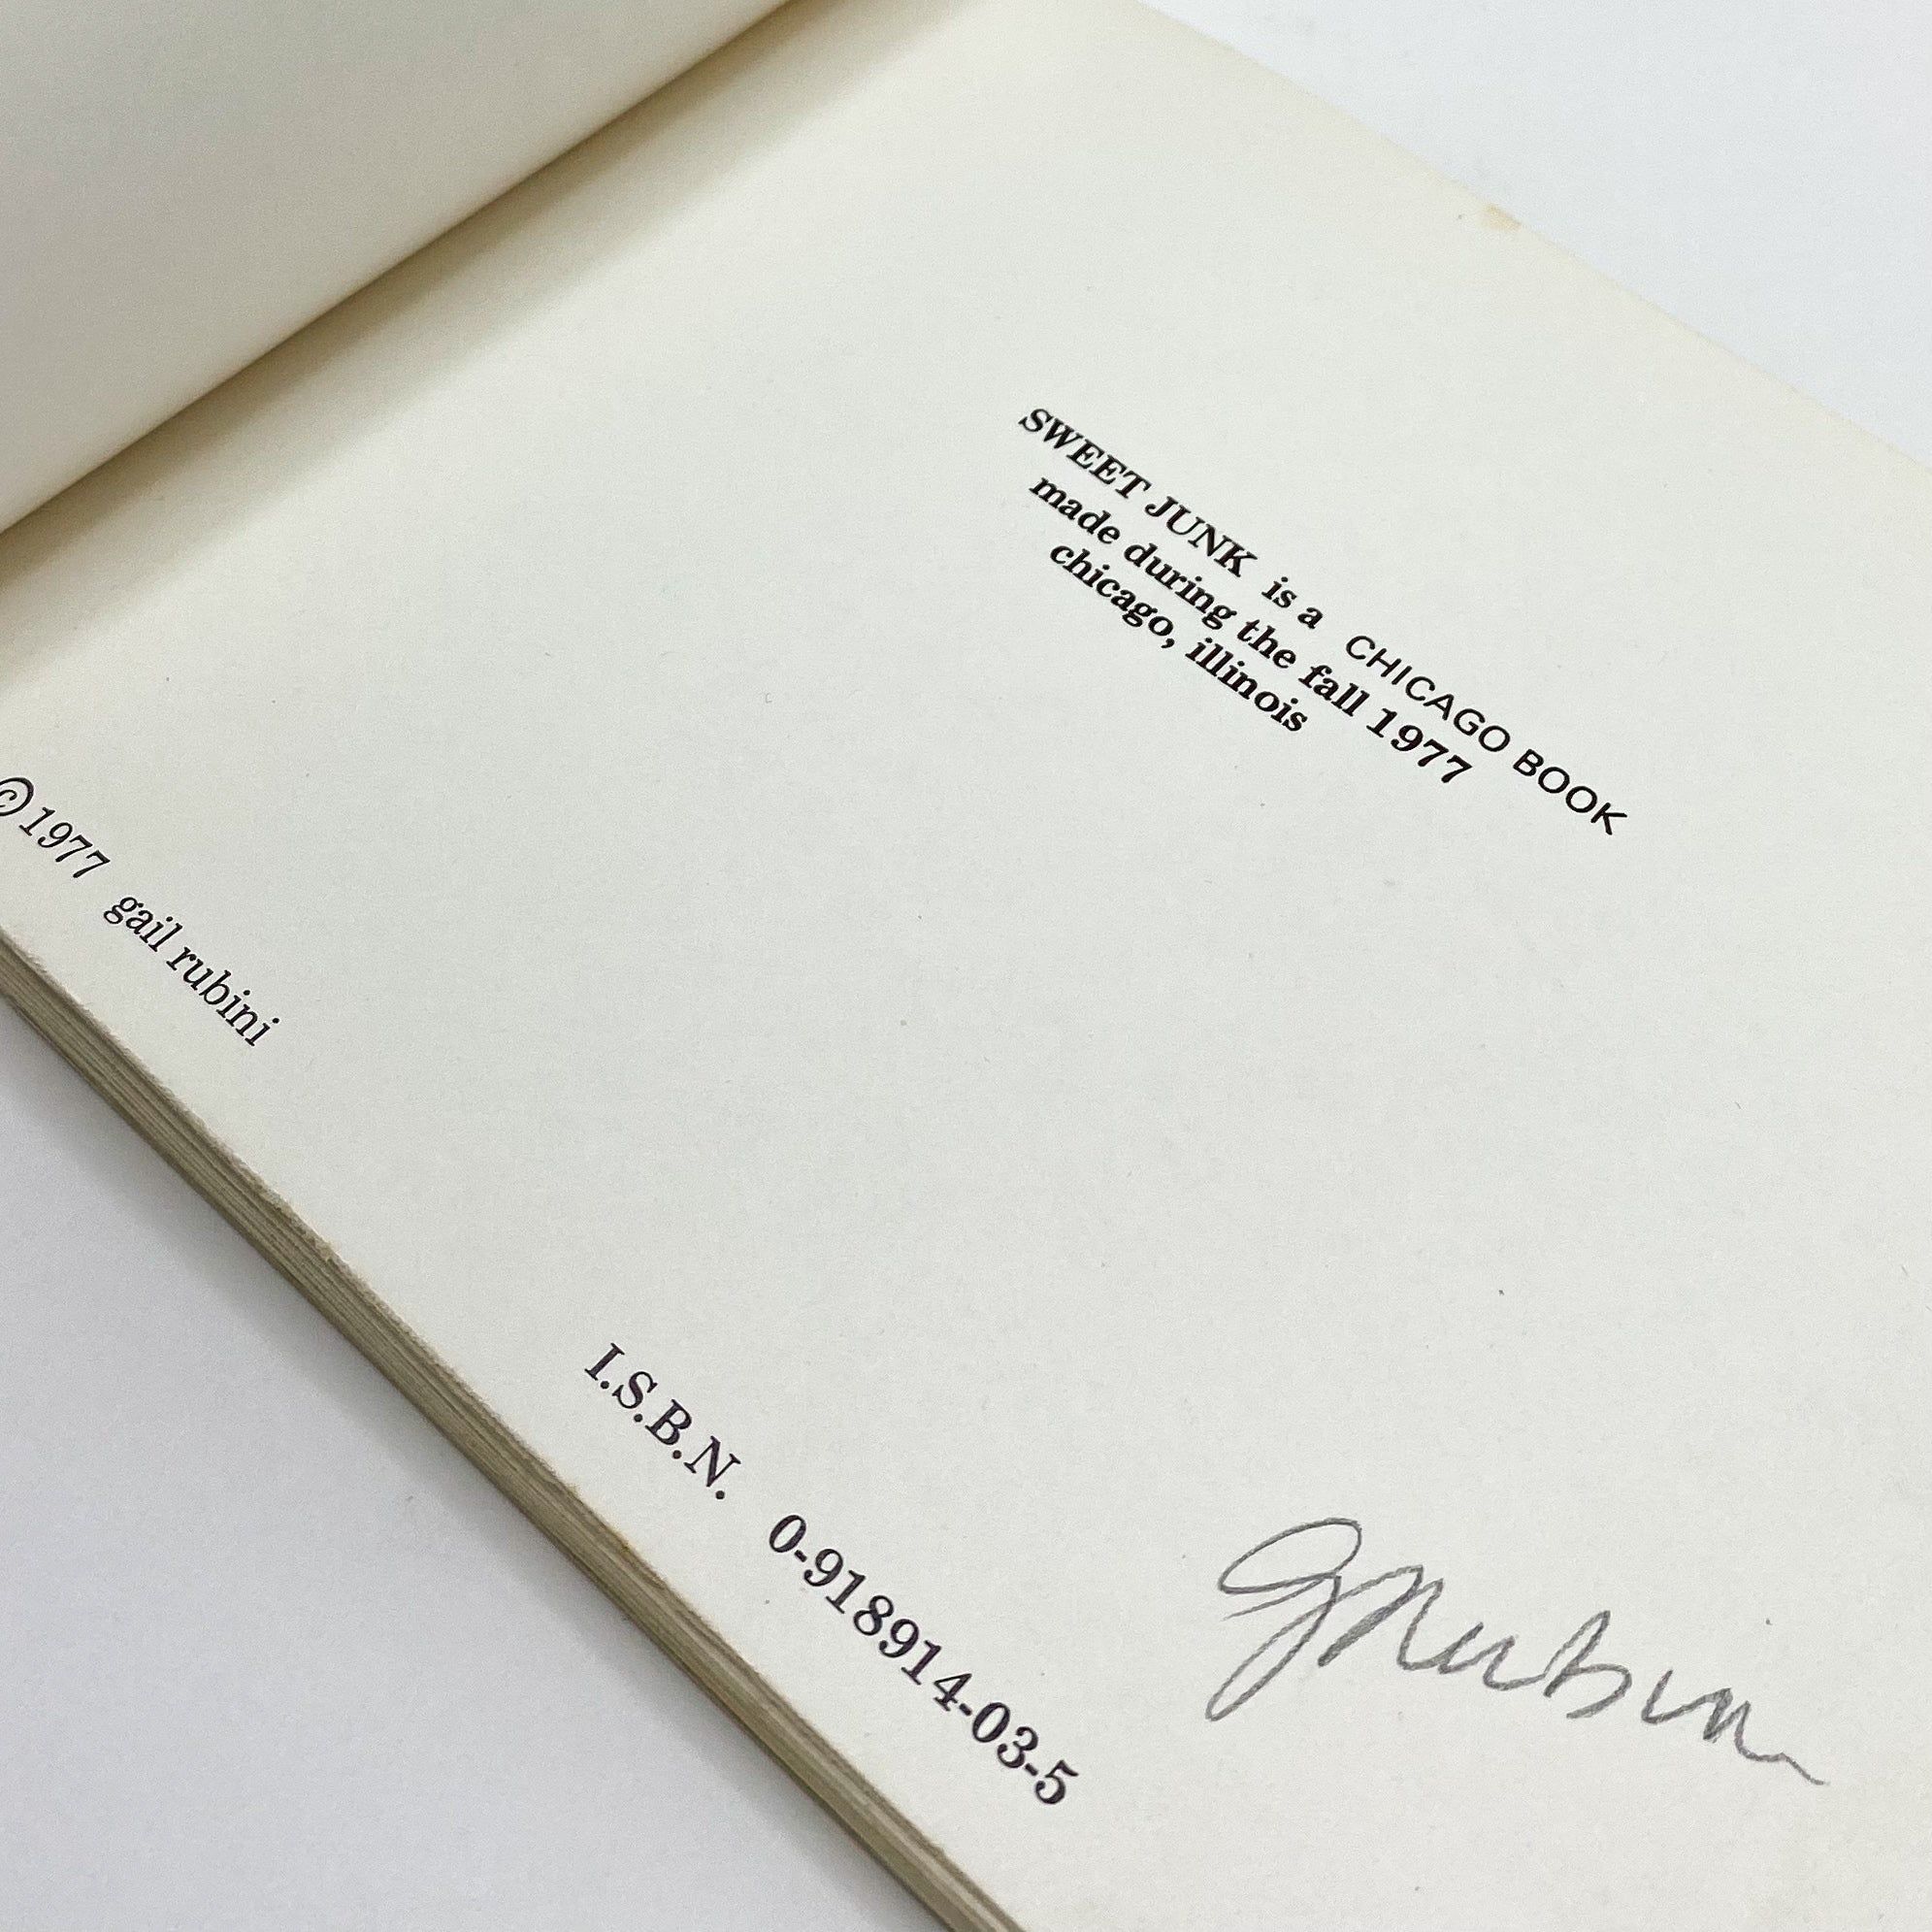 SWEET JUNK is a CHICAGO BOOK
made during the fall 1977
chicago, illinois
© 1977 gail rubini
I.S.B.N. 0-918914-03-5
G Rubini